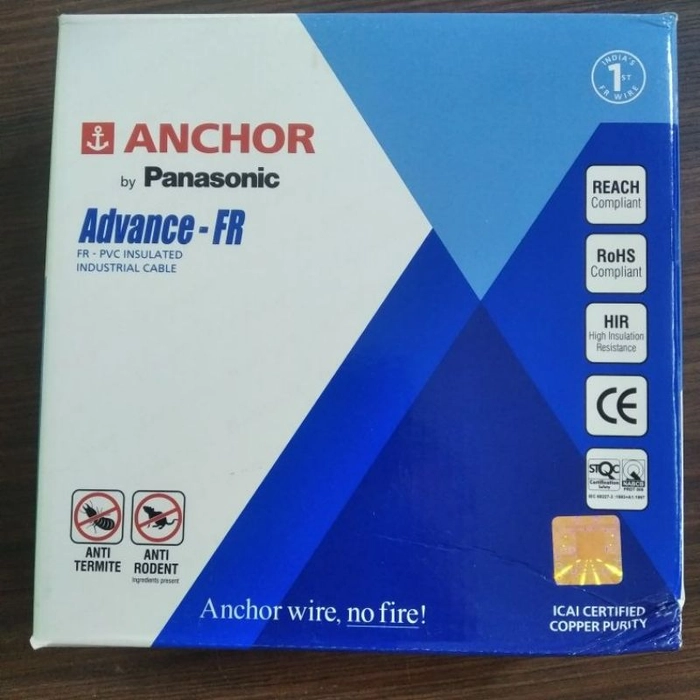 INDIA'S
1ST
FR WIRE
ANCHOR
by Panasonic
Advance - FR
FR - PVC INSULATED
INDUSTRIAL CABLE
REACH
Compliant
RoHS
Compliant
HIR
High Insulation
Resistance
CE
STQC
Certification
NABCB
ANTI
TERMITE
ANTI
RODENT
Ingredients present
Anchor wire, no fire!
ICAI CERTIFIED
COPPER PURITY